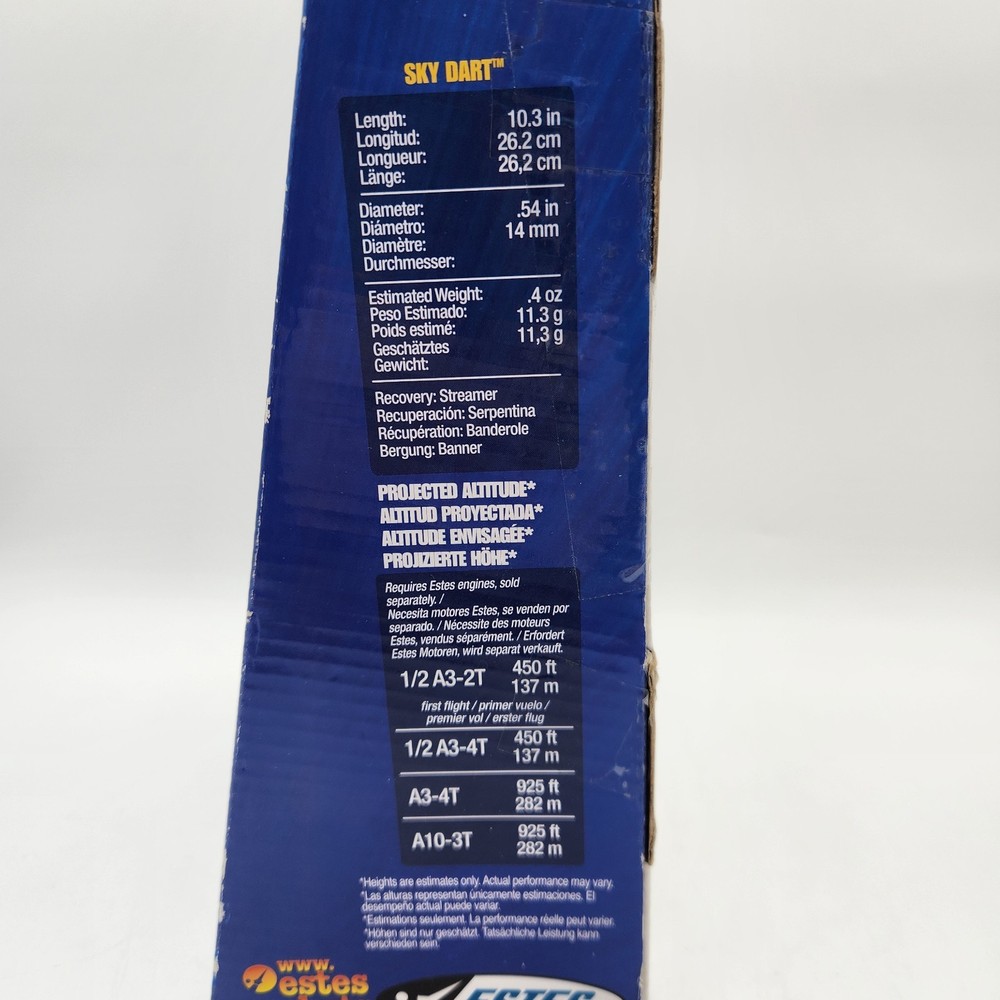 SKY DART™
Length: 10.3 in
Longitud: 26.2 cm
Longueur: 26,2 cm
Länge:
Diameter: .54 in
Diámetro: 14 mm
Diamètre:
Durchmesser:
Estimated Weight: .4 oz
Peso Estimado: 11.3 g
Poids estimé: 11,3 g
Geschätztes
Gewicht:
Recovery: Streamer
Recuperación: Serpentina
Récupération: Banderole
Bergung: Banner
PROJECTED ALTITUDE*
ALTITUD PROYECTADA*
ALTITUDE ENVISAGÉE*
PROJIZIERTE HÖHE*
Requires Estes engines, sold
separately. /
Necesita motores Estes, se venden por
separado. / Nécessite des moteurs
Estes, vendus séparément. / Erfordert
Estes Motoren, wird separat verkauft.
1/2 A3-2T 450 ft
137 m
first flight / primer vuelo /
premier vol / erster flug
1/2 A3-4T 450 ft
137 m
A3-4T 925 ft
282 m
A10-3T 925 ft
282 m
*Heights are estimates only. Actual performance may vary.
*Las alturas representan únicamente estimaciones. El
desempeño actual puede variar.
*Estimations seulement. La performance réelle peut varier.
*Höhen sind nur geschätzt. Tatsächliche Leistung kann
verschieden sein.
www.
estes
ESTES